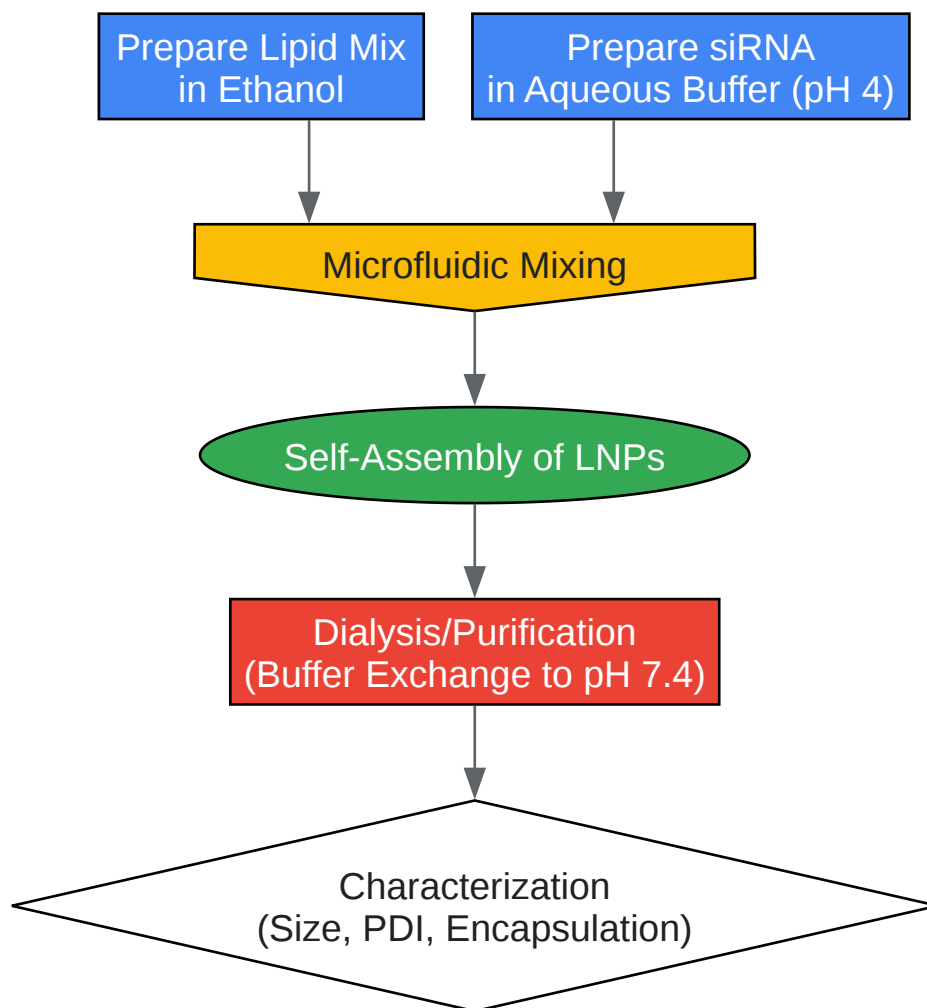 Prepare Lipid Mix
in Ethanol
Prepare siRNA
in Aqueous Buffer (pH 4)
Microfluidic Mixing
Self-Assembly of LNPs
Dialysis/Purification
(Buffer Exchange to pH 7.4)
Characterization
(Size, PDI, Encapsulation)